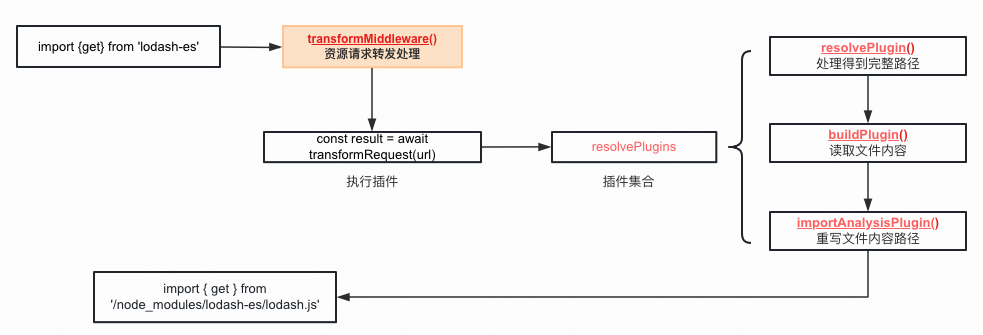 import {get} from 'lodash-es'
transformMiddleware()
资源请求转发处理
const result = await
transformRequest(url)
执行插件
resolvePlugins
插件集合
resolvePlugin()
处理得到完整路径
buildPlugin()
读取文件内容
importAnalysisPlugin()
重写文件内容路径
import { get } from
'/node_modules/lodash-es/lodash.js'